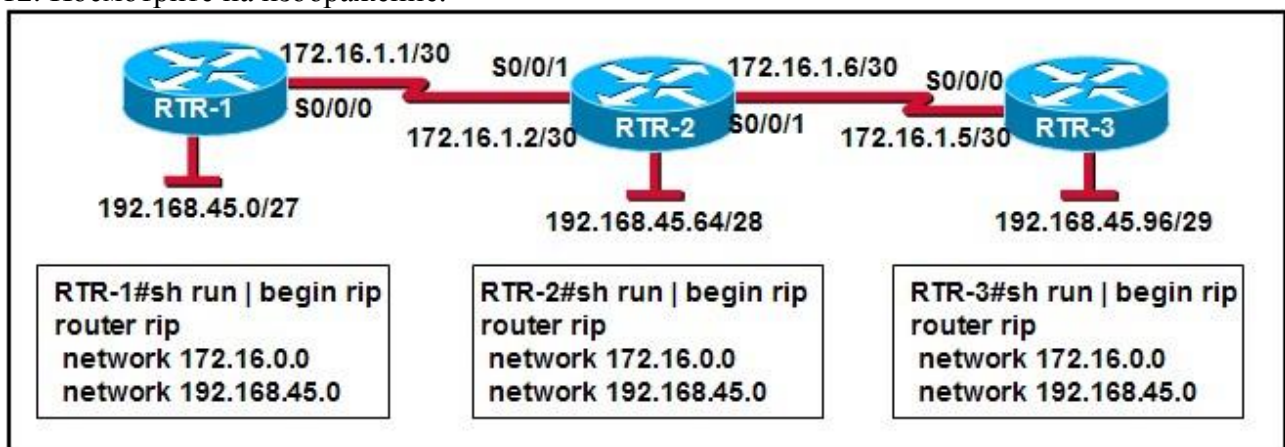 12. Посмотрите на изображение.
172.16.1.1/30
S0/0/1
172.16.1.6/30
S0/0/0
RTR-1
S0/0/0
RTR-2
S0/0/1
RTR-3
172.16.1.2/30
172.16.1.5/30
192.168.45.0/27
192.168.45.64/28
192.168.45.96/29
RTR-1#sh run | begin rip
router rip
network 172.16.0.0
network 192.168.45.0
RTR-2#sh run | begin rip
router rip
network 172.16.0.0
network 192.168.45.0
RTR-3#sh run | begin rip
router rip
network 172.16.0.0
network 192.168.45.0